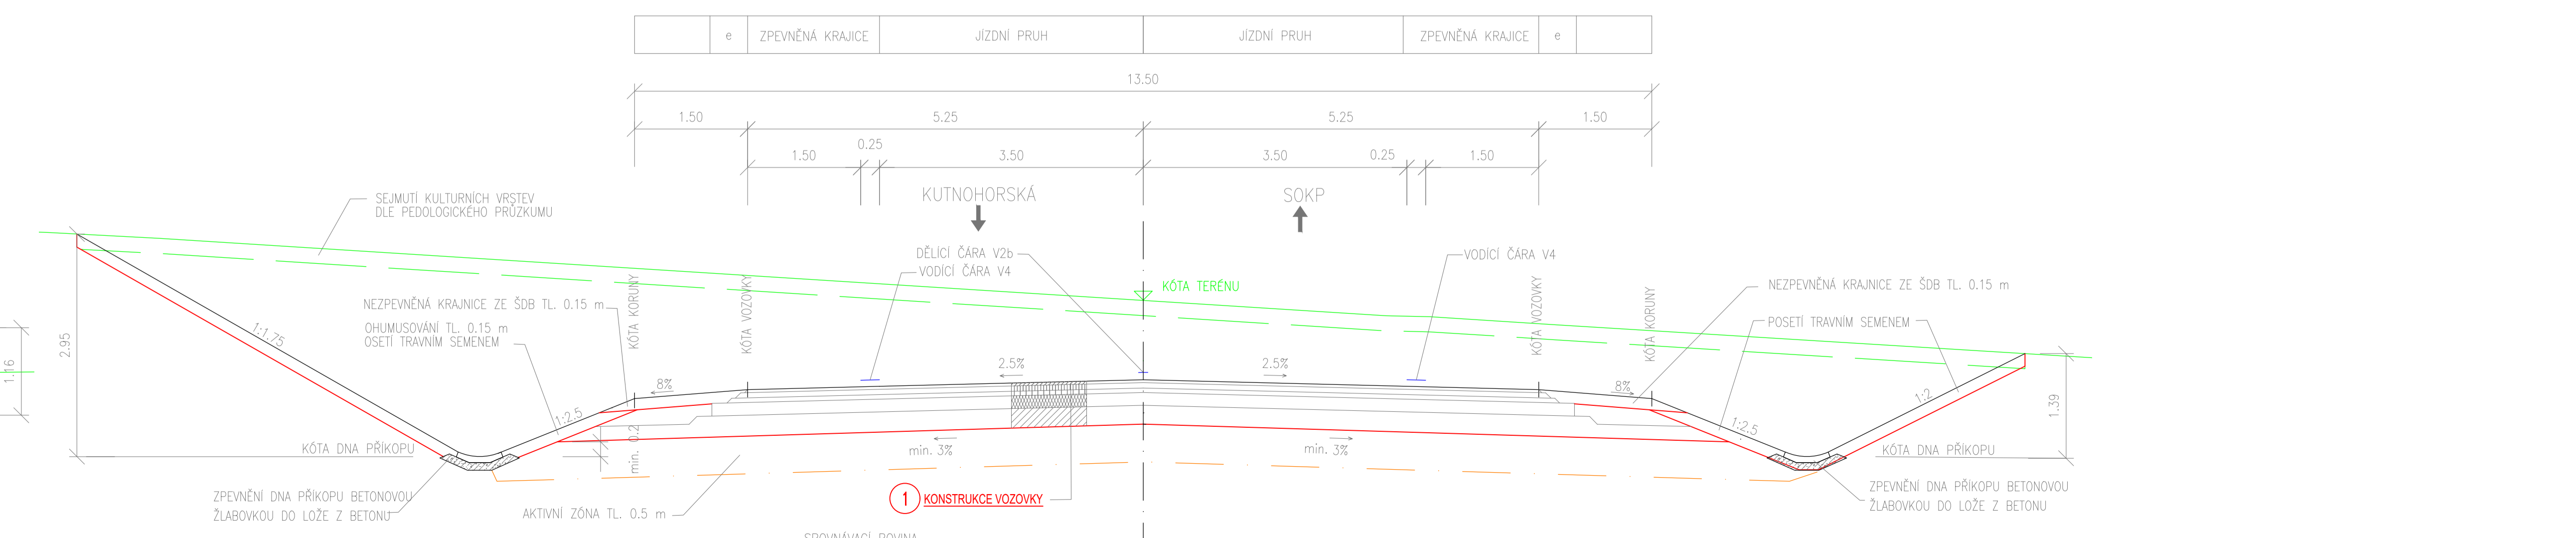 e
ZPEVNĚNÁ KRAJICE
JÍZDNÍ PRUH
JÍZDNÍ PRUH
ZPEVNĚNÁ KRAJICE
e
13.50
1.50
5.25
5.25
1.50
1.50
0.25
3.50
3.50
0.25
1.50
KUTNOHORSKÁ
SOKP
SEJMUTÍ KULTURNÍCH VRSTEV
DLE PEDOLOGICKÉHO PRŮZKUMU
DĚLÍCÍ ČÁRA V2b
VODÍCÍ ČÁRA V4
VODÍCÍ ČÁRA V4
KÓTA TERÉNU
KÓTA KORUNY
KÓTA VOZOVKY
KÓTA VOZOVKY
KÓTA KORUNY
NEZPEVNĚNÁ KRAJNICE ZE ŠDB TL. 0.15 m
NEZPEVNĚNÁ KRAJNICE ZE ŠDB TL. 0.15 m
OHUMUSOVÁNÍ TL. 0.15 m
OSETÍ TRAVNÍM SEMENEM
POSETÍ TRAVNÍM SEMENEM
1:1.75
2.95
1.16
2.5%
2.5%
8%
8%
1:2.5
1:2.5
1:2
1.39
min. 0.2
min. 3%
min. 3%
KÓTA DNA PŘÍKOPU
KÓTA DNA PŘÍKOPU
ZPEVNĚNÍ DNA PŘÍKOPU BETONOVOU
ŽLABOVKOU DO LOŽE Z BETONU
AKTIVNÍ ZÓNA TL. 0.5 m
1 KONSTRUKCE VOZOVKY
ZPEVNĚNÍ DNA PŘÍKOPU BETONOVOU
ŽLABOVKOU DO LOŽE Z BETONU
SROVNÁVACÍ ROVINA